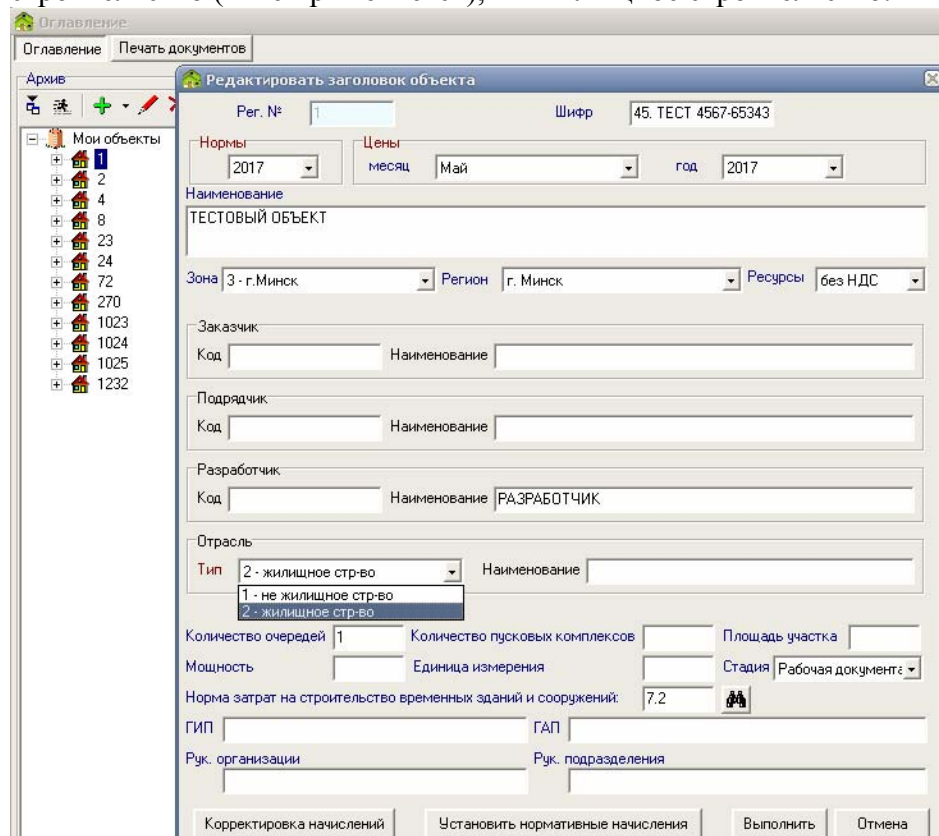 Оглавление
Оглавление Печать документов
Архив
Мои объекты
1
2
4
8
23
24
72
270
1023
1024
1025
1232
Редактировать заголовок объекта
Рег. № 1 Шифр 45. ТЕСТ 4567-65343
Нормы Цены
2017 месяц Май год 2017
Наименование
ТЕСТОВЫЙ ОБЪЕКТ
Зона 3 - г.Минск Регион г. Минск Ресурсы без НДС
Заказчик
Код Наименование
Подрядчик
Код Наименование
Разработчик
Код Наименование РАЗРАБОТЧИК
Отрасль
Тип 2 - жилищное стр-во Наименование
1 - не жилищное стр-во
2 - жилищное стр-во
Количество очередей 1 Количество пусковых комплексов Площадь участка
Мощность Единица измерения Стадия Рабочая документа
Норма затрат на строительство временных зданий и сооружений: 7.2
ГИП ГАП
Рук. организации Рук. подразделения
Корректировка начислений Установить нормативные начисления Выполнить Отмена